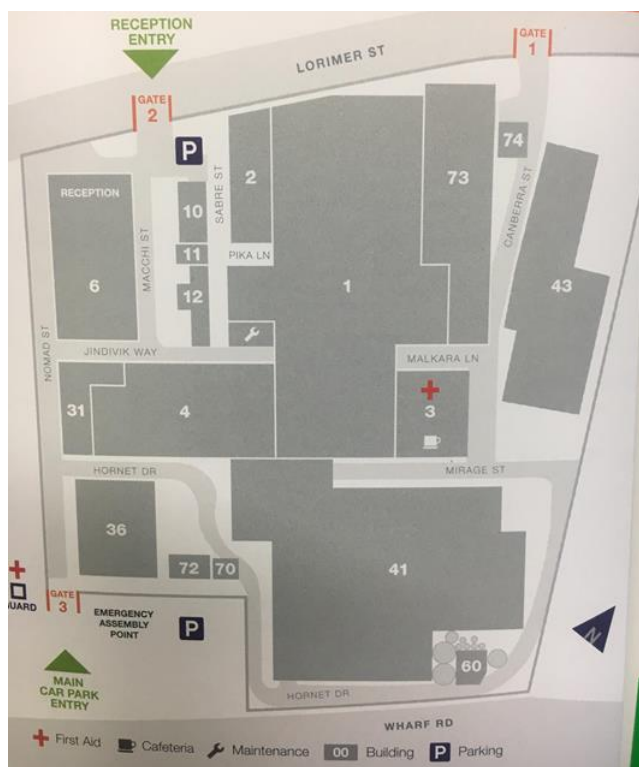 RECEPTION
ENTRY
LORIMER ST
GATE
1
GATE
2
P
74
2
73
RECEPTION
10
SABRE ST
CANBERRA ST
MACCHI ST
11
PIKA LN
6
12
1
43
NOMAD ST
JINDIVIK WAY
MALKARA LN
31
4
3
HORNET DR
MIRAGE ST
36
72
70
41
UARD
GATE
3
EMERGENCY
ASSEMBLY
POINT
P
N
60
MAIN
CAR PARK
ENTRY
HORNET DR
WHARF RD
First Aid
Cafeteria
Maintenance
00 Building
P Parking